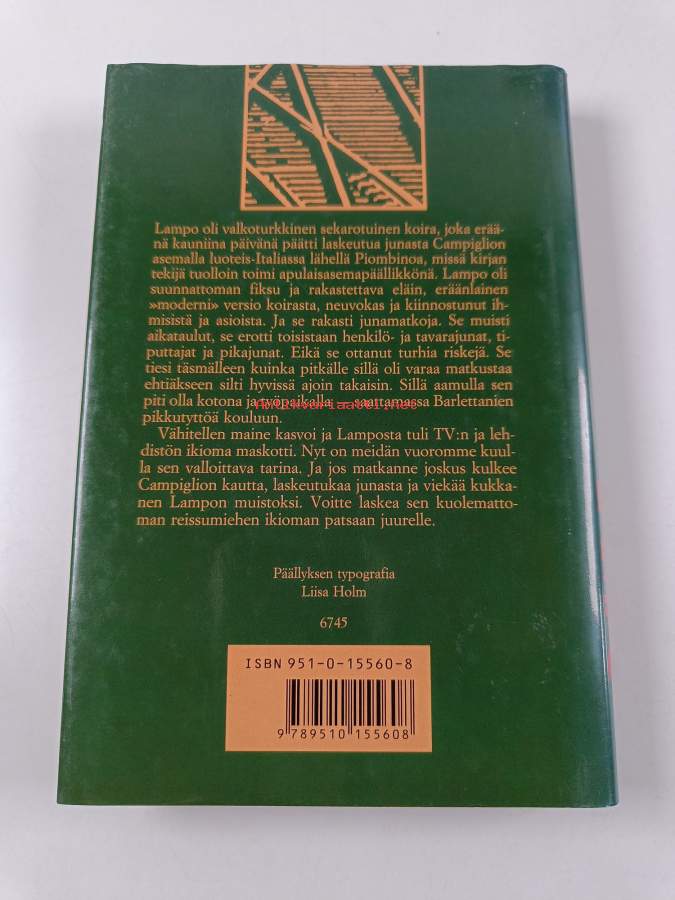 Lampo oli valkoturkkinen sekarotuinen koira, joka erää-
nä kauniina päivänä päätti laskeutua junasta Campiglion
asemalla luoteis-Italiassa lähellä Piombinoa, missä kirjan
tekijä tuolloin toimi apulaisasemapäällikkönä. Lampo oli
suunnattoman fiksu ja rakastettava eläin, eräänlainen
»moderni» versio koirasta, neuvokas ja kiinnostunut ih-
misistä ja asioista. Ja se rakasti junamatkoja. Se muisti
aikataulut, se erotti toisistaan henkilö- ja tavarajunat, ti-
puttajat ja pikajunat. Eikä se ottanut turhia riskejä. Se
tiesi täsmälleen kuinka pitkälle sillä oli varaa matkustaa
ehtiäkseen silti hyvissä ajoin takaisin. Sillä aamulla sen
piti olla kotona ja työpaikalla — saattamassa Barlettanien
Antikvariaatti.net
pikkutyttöä kouluun.
Vähitellen maine kasvoi ja Lamposta tuli TV:n ja leh-
distön ikioma maskotti. Nyt on meidän vuoromme kuul-
la sen valloittava tarina. Ja jos matkanne joskus kulkee
Campiglion kautta, laskeutukaa junasta ja viekää kukka-
nen Lampon muistoksi. Voitte laskea sen kuolematto-
man reissumiehen ikioman patsaan juurelle.
Päällyksen typografia
Liisa Holm
6745
ISBN 951-0-15560-8
9 789510 155608